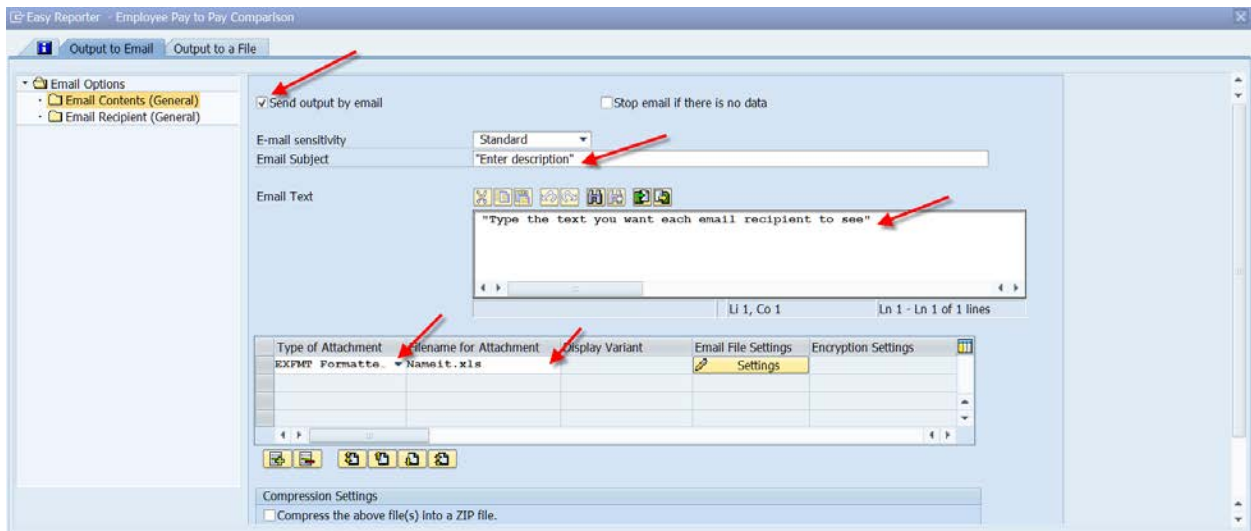 Easy Reporter - Employee Pay to Pay Comparison
Output to Email Output to a File
Email Options
Email Contents (General)
Email Recipient (General)
Send output by email Stop email if there is no data
E-mail sensitivity Standard
Email Subject "Enter description"
Email Text
"Type the text you want each email recipient to see"
Li 1, Co 1 Ln 1 - Ln 1 of 1 lines
Type of Attachment Filename for Attachment Display Variant Email File Settings Encryption Settings
EXFMT Formatte.. Nameit.xls Settings
Compression Settings
Compress the above file(s) into a ZIP file.